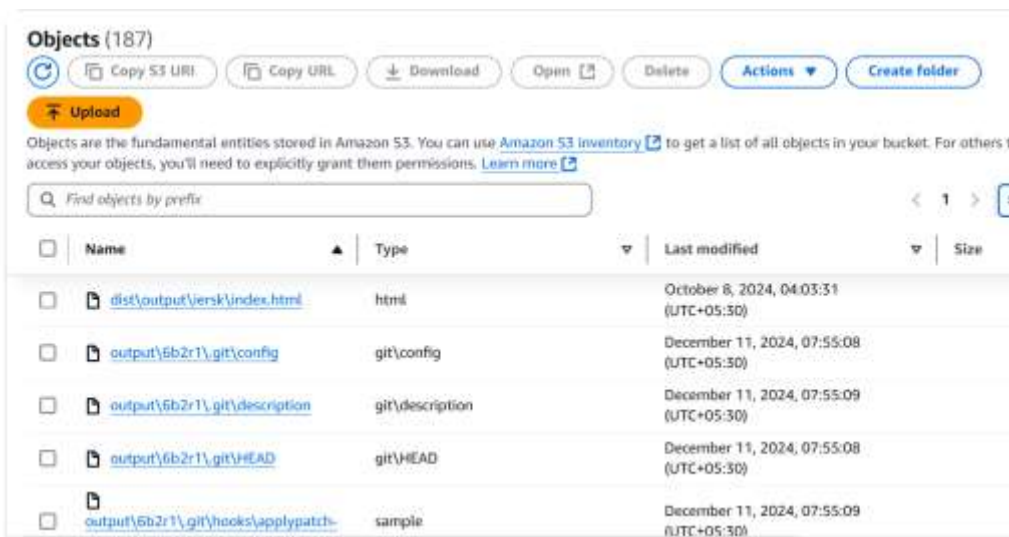 Objects (187)
Copy S3 URI Copy URL Download Open Delete Actions Create folder
Upload
Objects are the fundamental entities stored in Amazon S3. You can use Amazon S3 inventory to get a list of all objects in your bucket. For others
access your objects, you'll need to explicitly grant them permissions. Learn more
Find objects by prefix
1
Name Type Last modified Size
dist\output\iersk\index.html html October 8, 2024, 04:03:31
(UTC+05:30)
output\6b2r1\.git\config git\config December 11, 2024, 07:55:08
(UTC+05:30)
output\6b2r1\.git\description git\description December 11, 2024, 07:55:09
(UTC+05:30)
output\6b2r1\.git\HEAD git\HEAD December 11, 2024, 07:55:08
(UTC+05:30)
output\6b2r1\.git\hooks\applypatch- sample December 11, 2024, 07:55:09
(UTC+05:30)